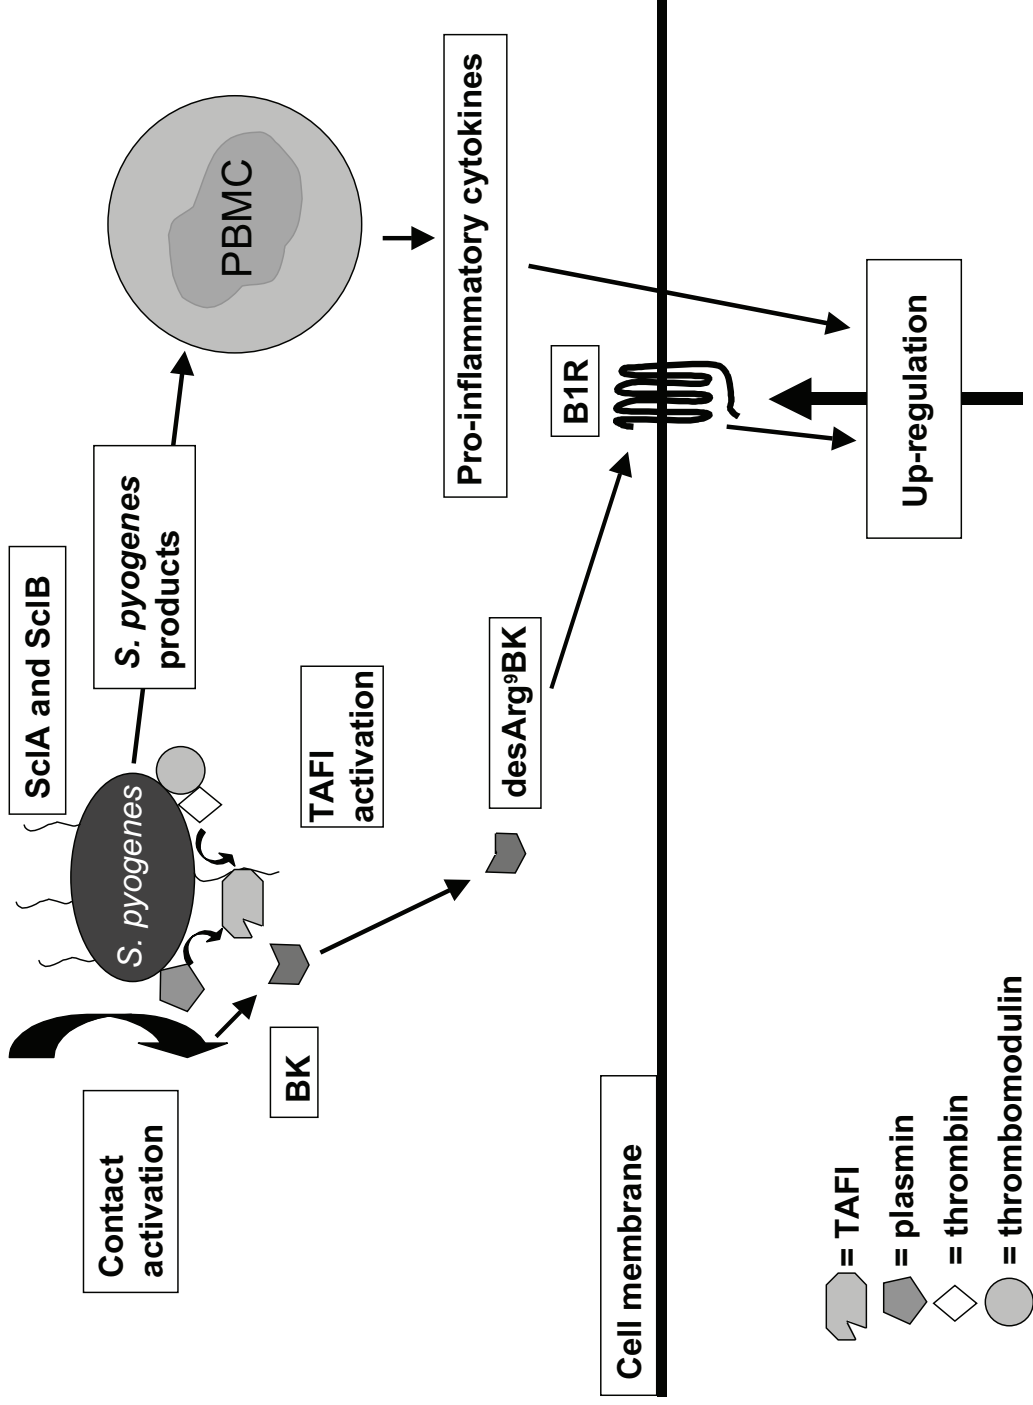 Contact
activation
SclA and SclB
S. pyogenes
S. pyogenes
products
PBMC
BK
TAFI
activation
Pro-inflammatory cytokines
desArg⁹BK
B1R
Cell membrane
Up-regulation
= TAFI
= plasmin
= thrombin
= thrombomodulin